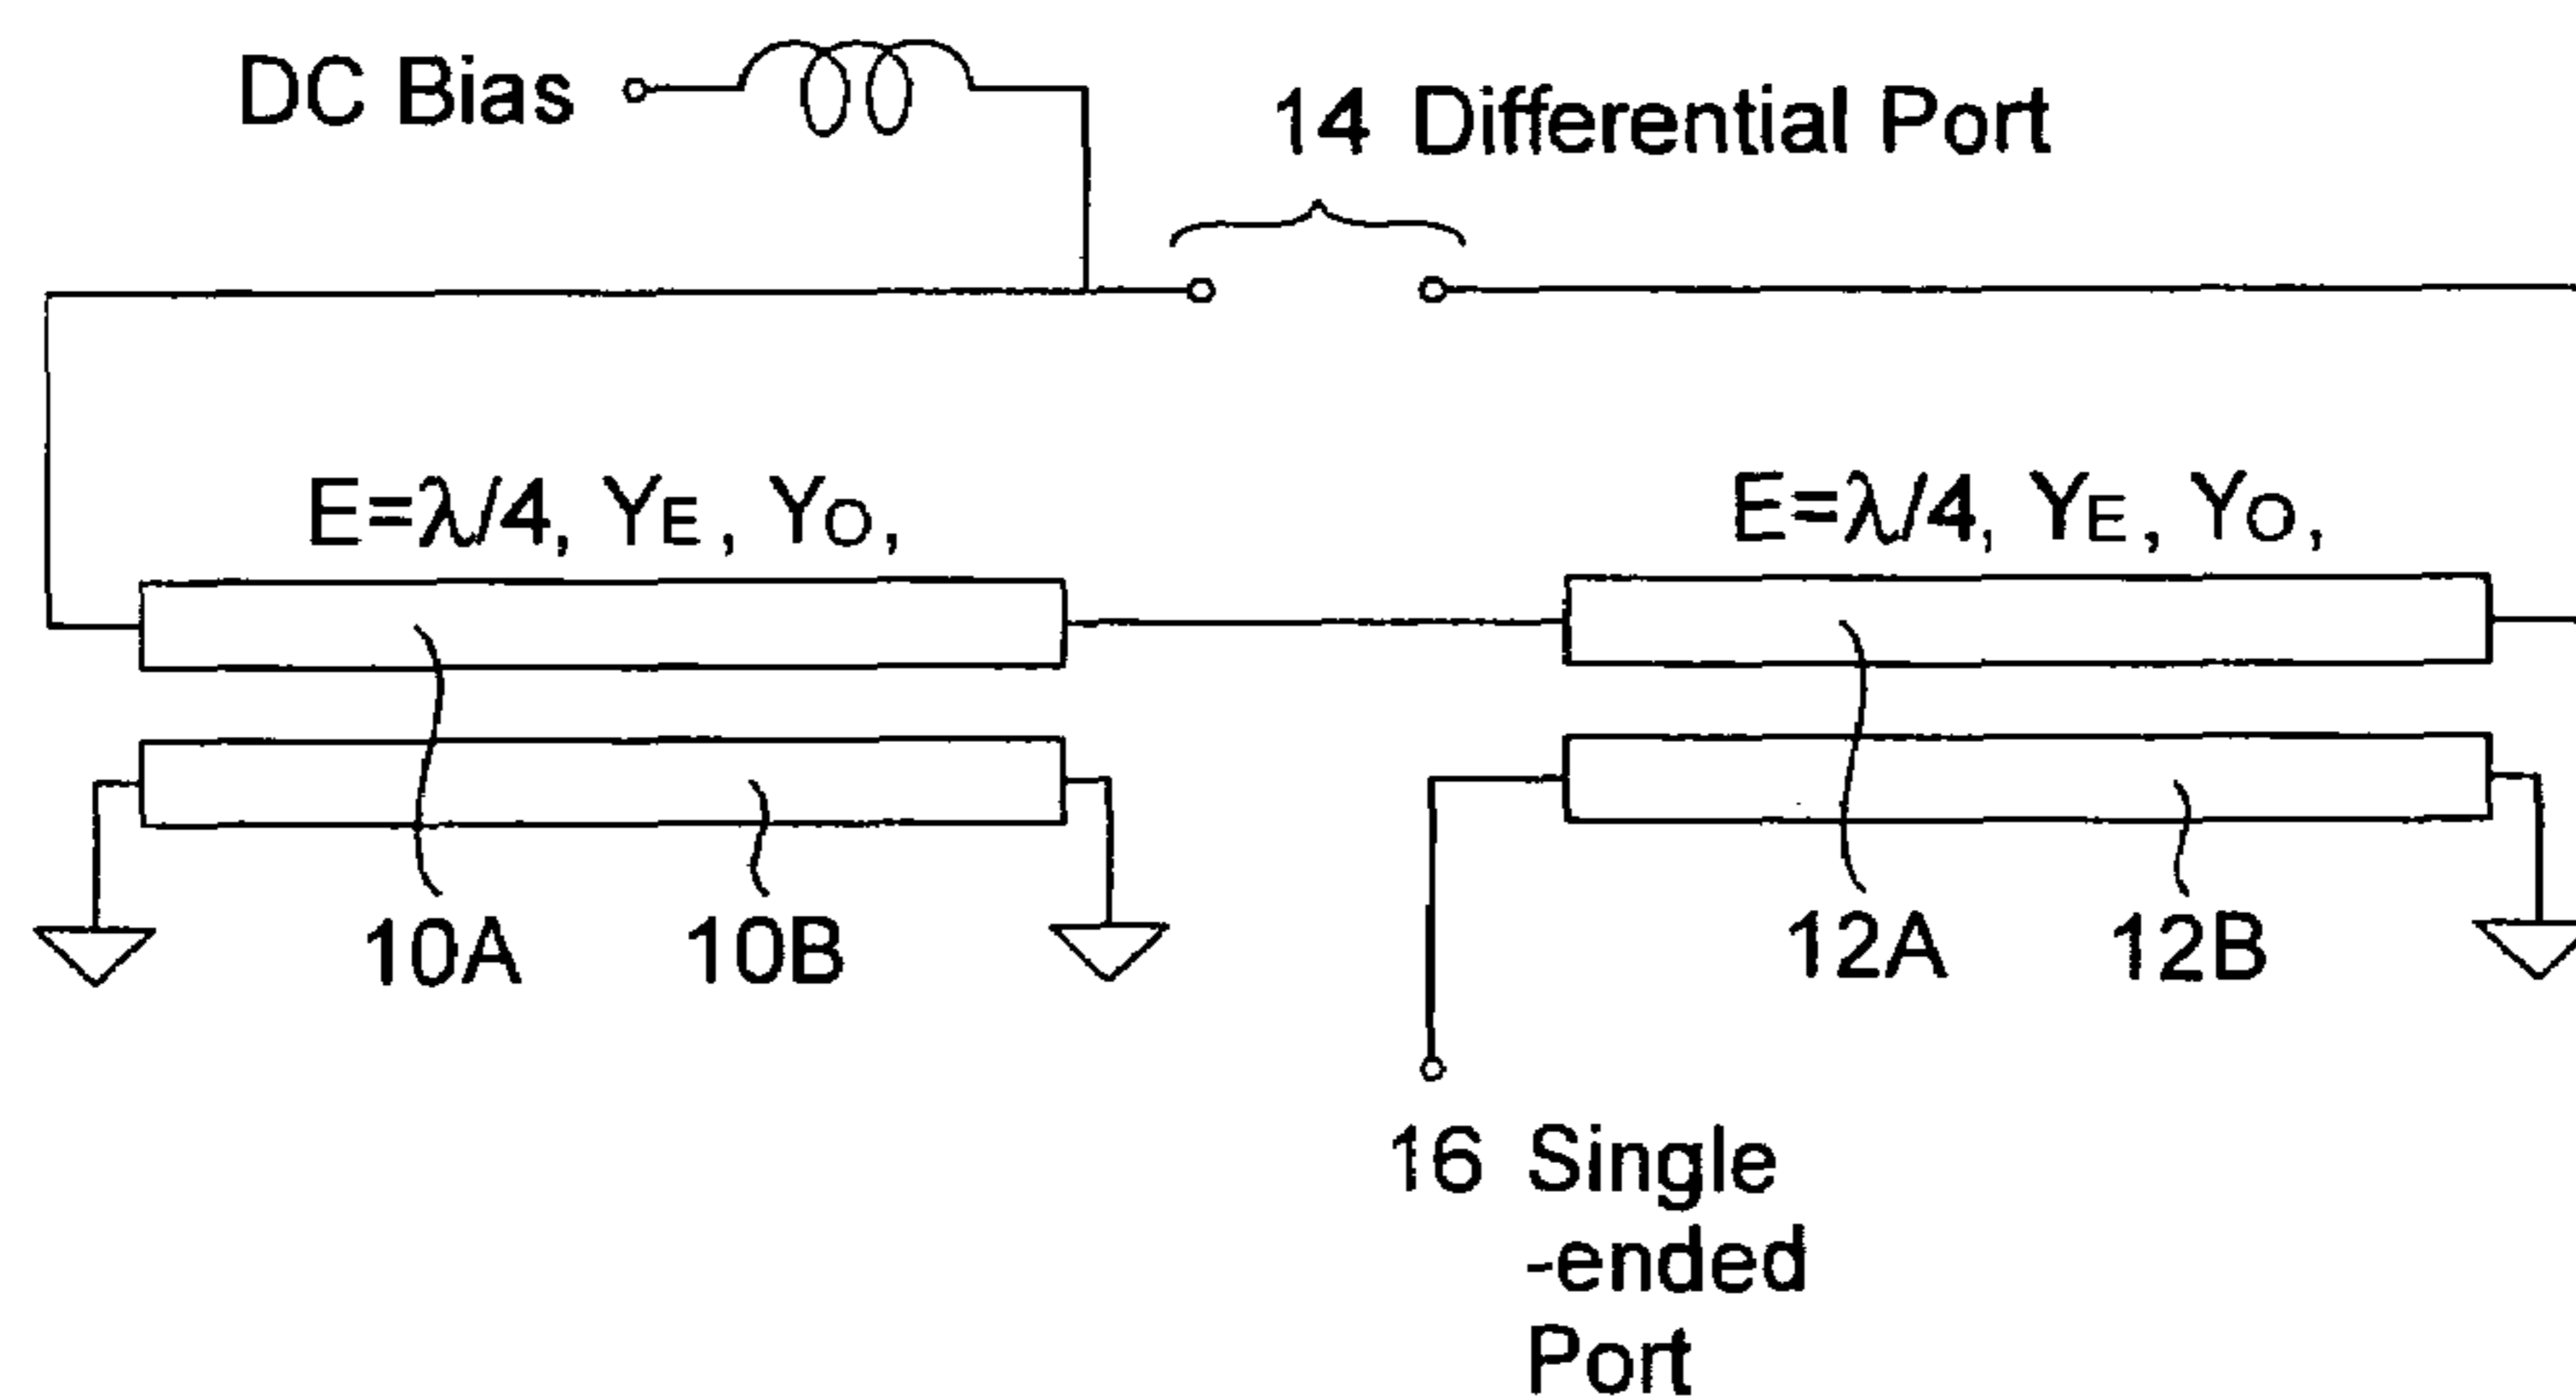 DC Bias
14 Differential Port
E=λ/4, YE, YO,
E=λ/4, YE, YO,
10A
10B
12A
12B
16 Single
-ended
Port